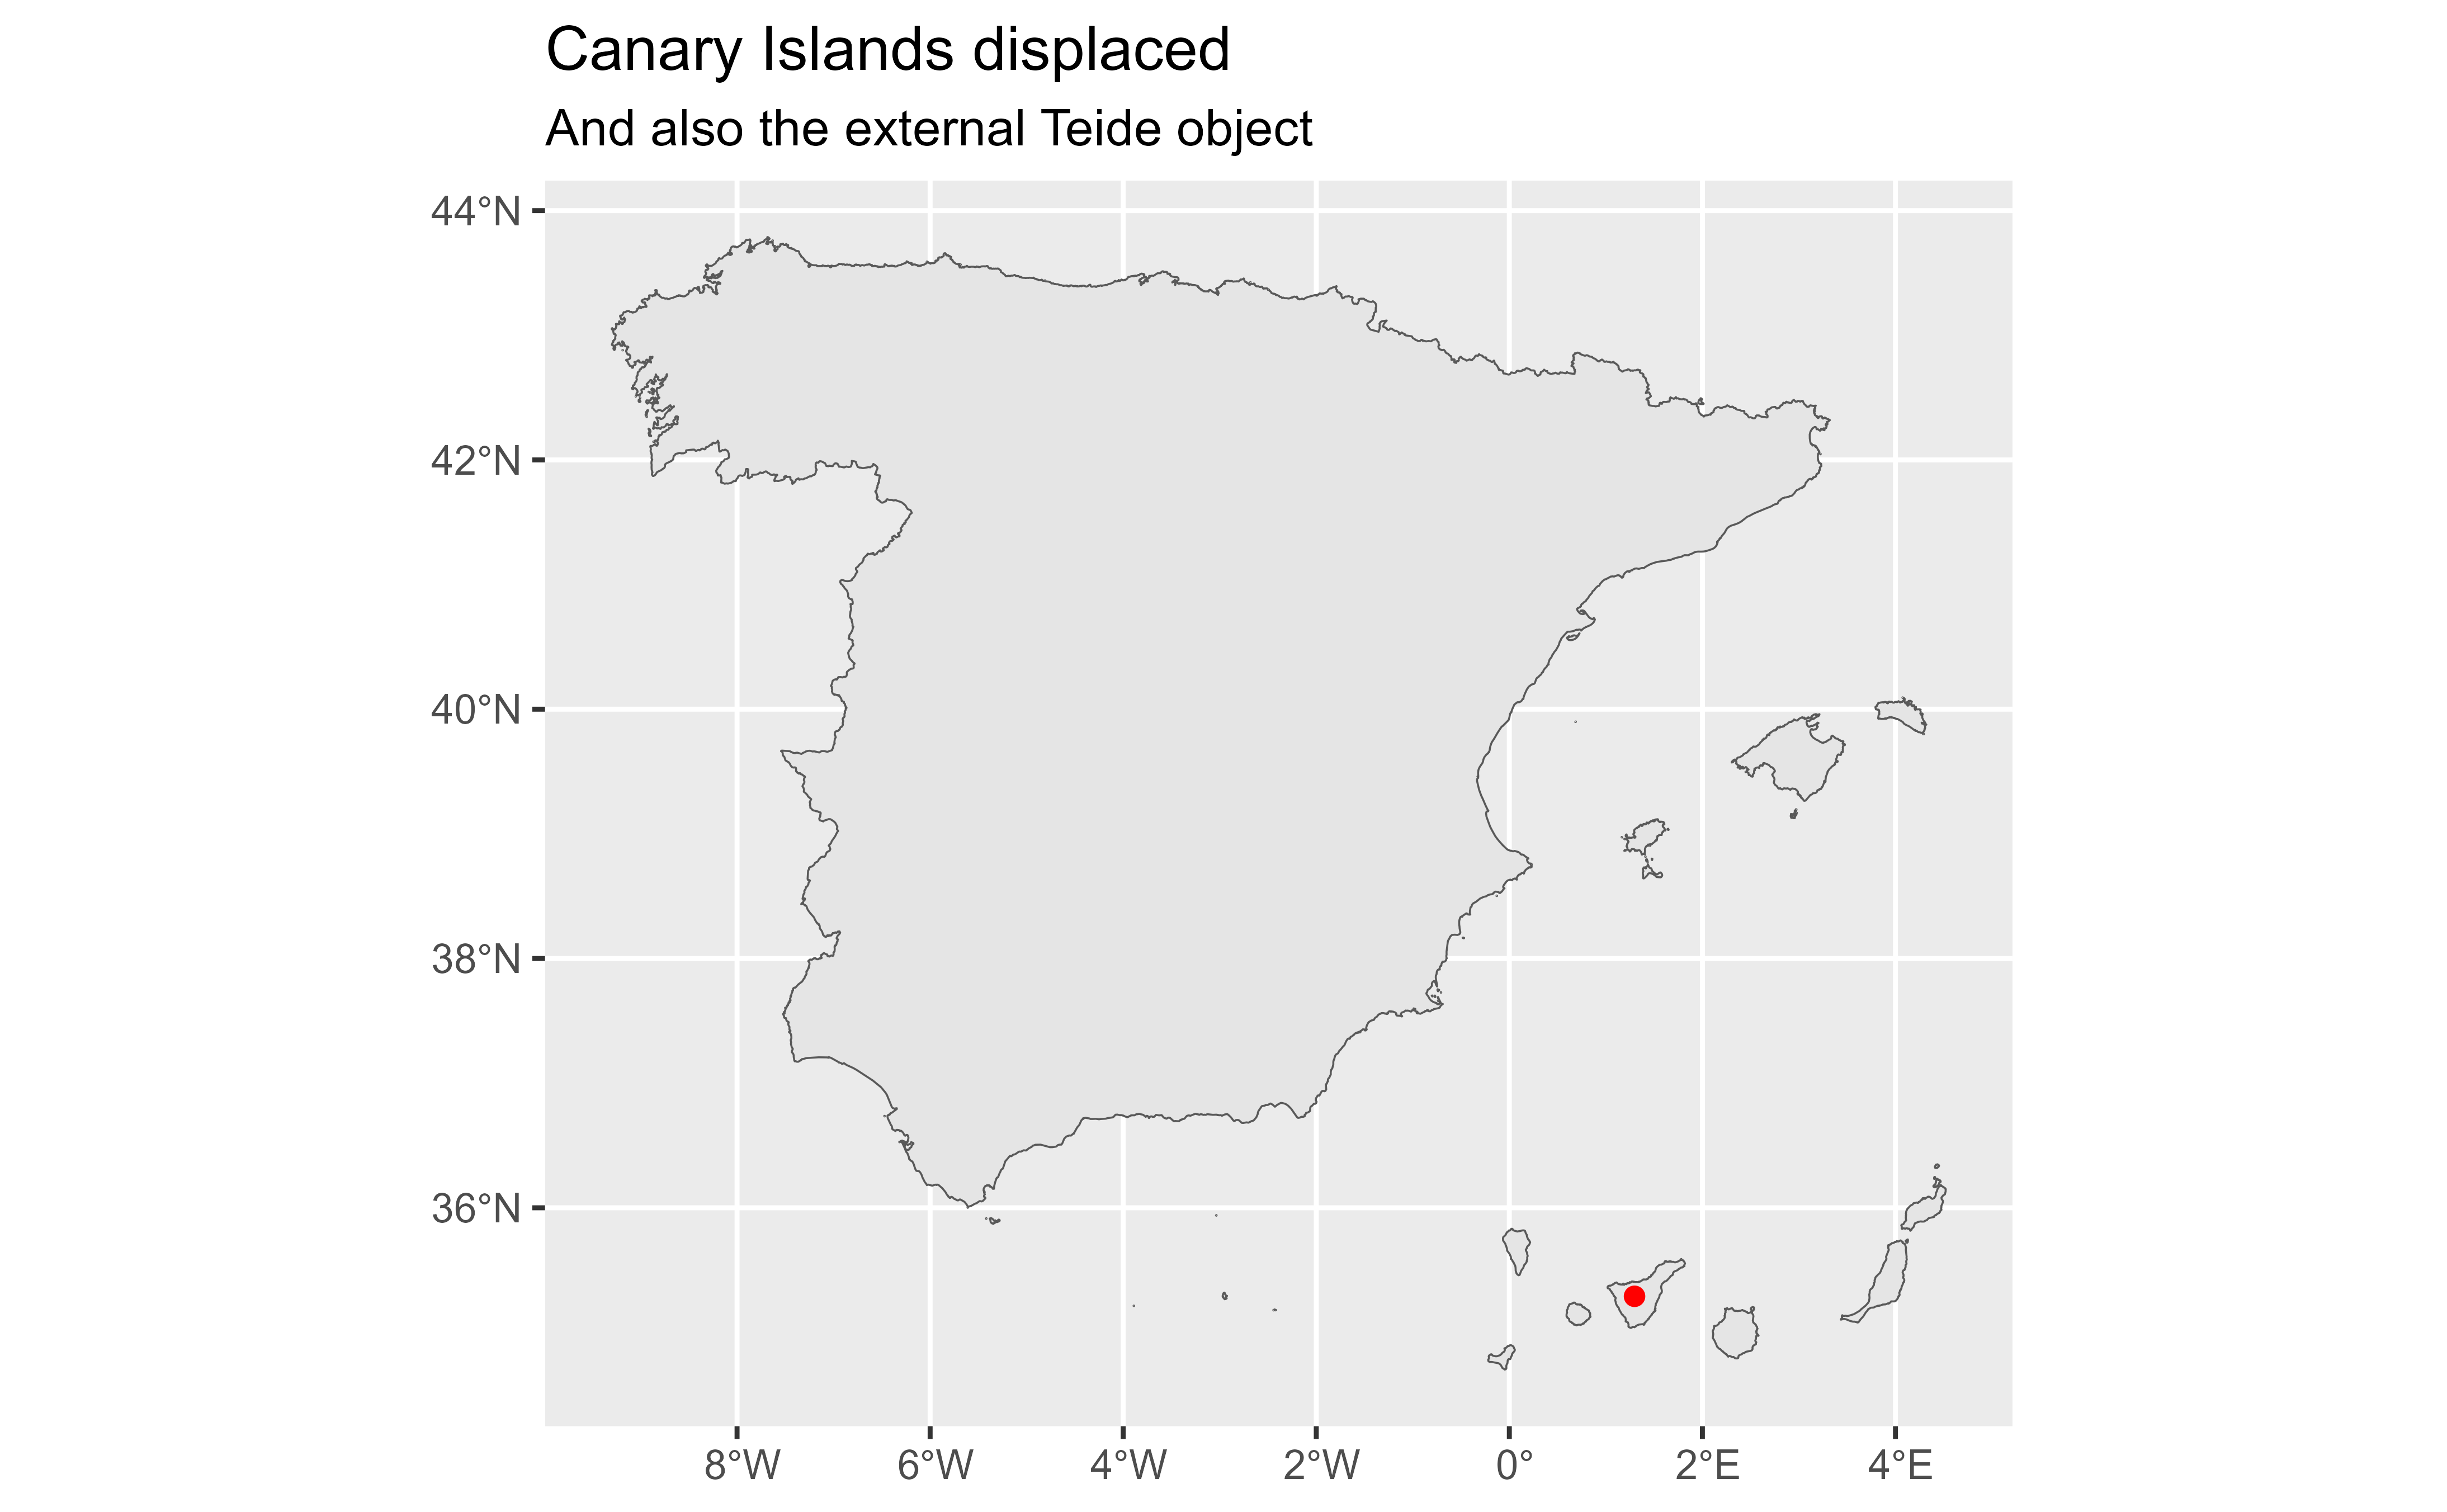 Canary Islands displaced
And also the external Teide object
44°N
42°N
40°N
38°N
36°N
8°W 6°W 4°W 2°W 0° 2°E 4°E